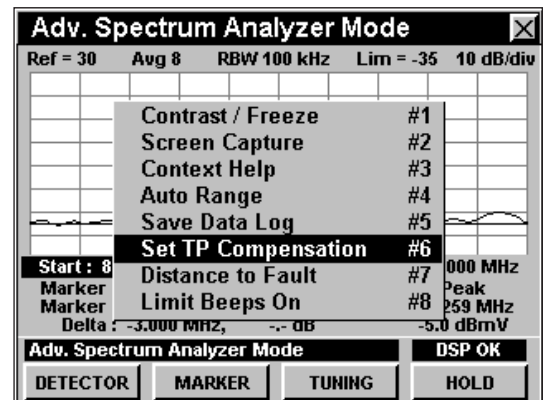 Adv. Spectrum Analyzer Mode
Ref = 30 Avg 8 RBW 100 kHz Lim = -35 10 dB/div
Contrast / Freeze #1
Screen Capture #2
Context Help #3
Auto Range #4
Save Data Log #5
Set TP Compensation #6
Distance to Fault #7
Limit Beeps On #8
Start : 8 000 MHz
Marker Peak
Marker 259 MHz
Delta : -3.000 MHz, -.- dB -5.0 dBmV
Adv. Spectrum Analyzer Mode DSP OK
DETECTOR MARKER TUNING HOLD